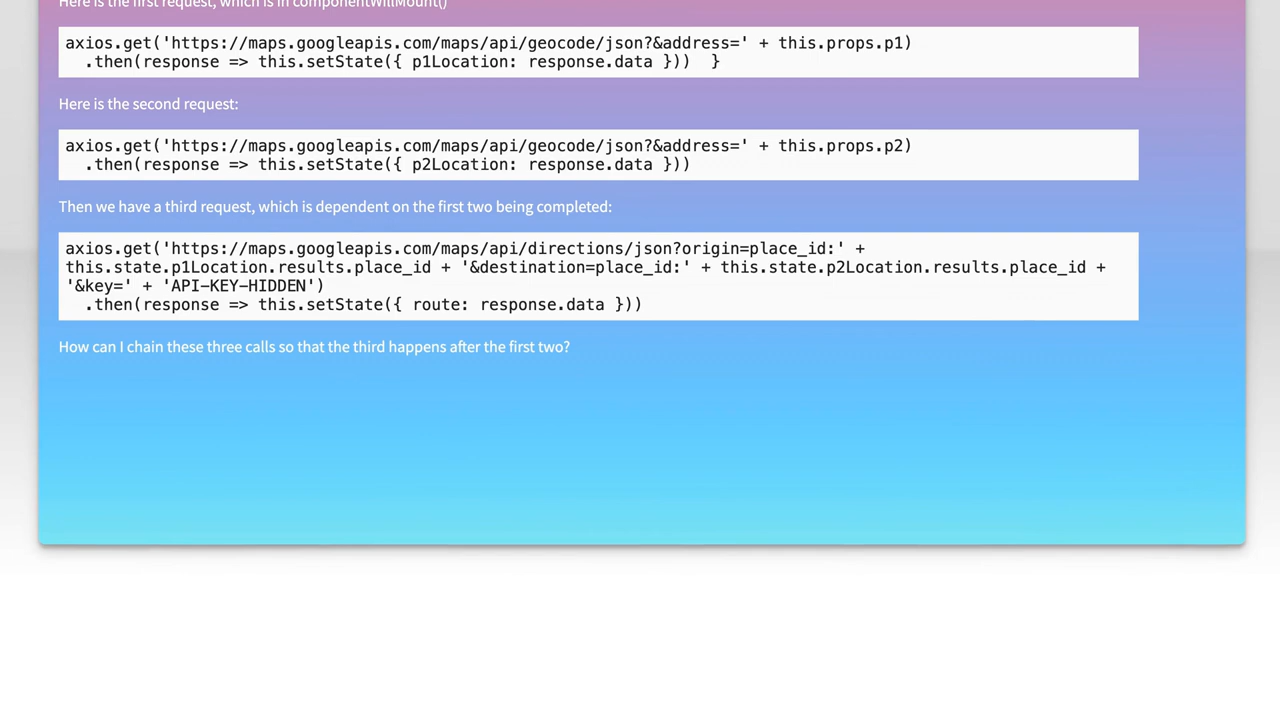 Here is the first request, which is in componentWillMount()
axios.get('https://maps.googleapis.com/maps/api/geocode/json?&address=' + this.props.p1)
  .then(response => this.setState({ p1Location: response.data }))  }
Here is the second request:
axios.get('https://maps.googleapis.com/maps/api/geocode/json?&address=' + this.props.p2)
  .then(response => this.setState({ p2Location: response.data }))
Then we have a third request, which is dependent on the first two being completed:
axios.get('https://maps.googleapis.com/maps/api/directions/json?origin=place_id:' +
this.state.p1Location.results.place_id + '&destination=place_id:' + this.state.p2Location.results.place_id +
'&key=' + 'API-KEY-HIDDEN')
  .then(response => this.setState({ route: response.data }))
How can I chain these three calls so that the third happens after the first two?